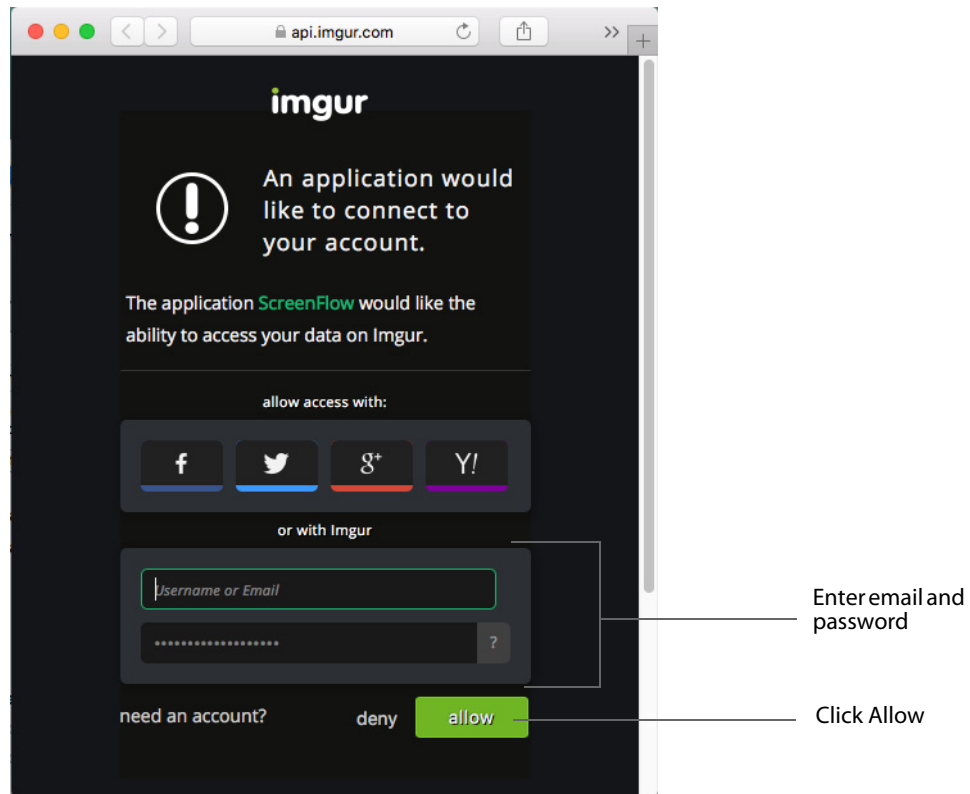 api.imgur.com
imgur
An application would
like to connect to
your account.
The application ScreenFlow would like the
ability to access your data on Imgur.
allow access with:
f
g+
Y!
or with Imgur
Username or Email
?
Enter email and
password
need an account?
deny
allow
Click Allow